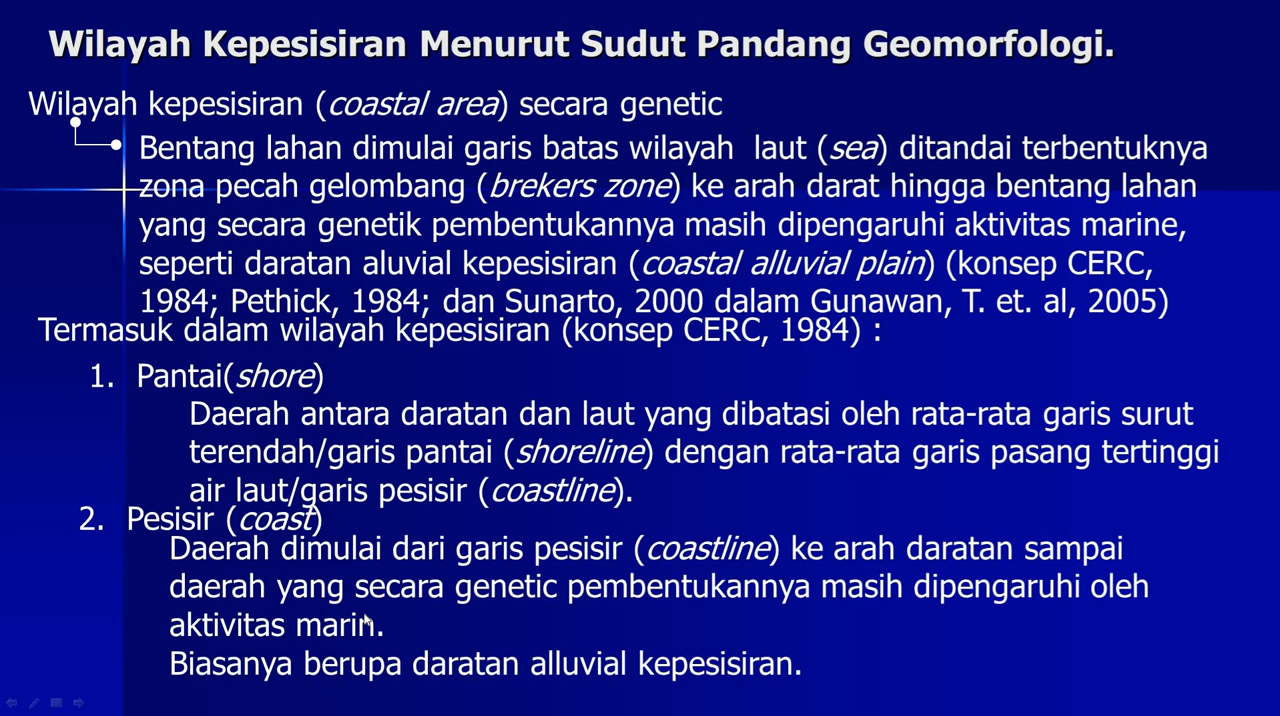 Wilayah Kepesisiran Menurut Sudut Pandang Geomorfologi.
Wilayah kepesisiran (coastal area) secara genetic
Bentang lahan dimulai garis batas wilayah laut (sea) ditandai terbentuknya
zona pecah gelombang (brekers zone) ke arah darat hingga bentang lahan
yang secara genetik pembentukannya masih dipengaruhi aktivitas marine,
seperti daratan aluvial kepesisiran (coastal alluvial plain) (konsep CERC,
1984; Pethick, 1984; dan Sunarto, 2000 dalam Gunawan, T. et. al, 2005)
Termasuk dalam wilayah kepesisiran (konsep CERC, 1984) :
1. Pantai(shore)
Daerah antara daratan dan laut yang dibatasi oleh rata-rata garis surut
terendah/garis pantai (shoreline) dengan rata-rata garis pasang tertinggi
air laut/garis pesisir (coastline).
2. Pesisir (coast)
Daerah dimulai dari garis pesisir (coastline) ke arah daratan sampai
daerah yang secara genetic pembentukannya masih dipengaruhi oleh
aktivitas marin.
Biasanya berupa daratan alluvial kepesisiran.